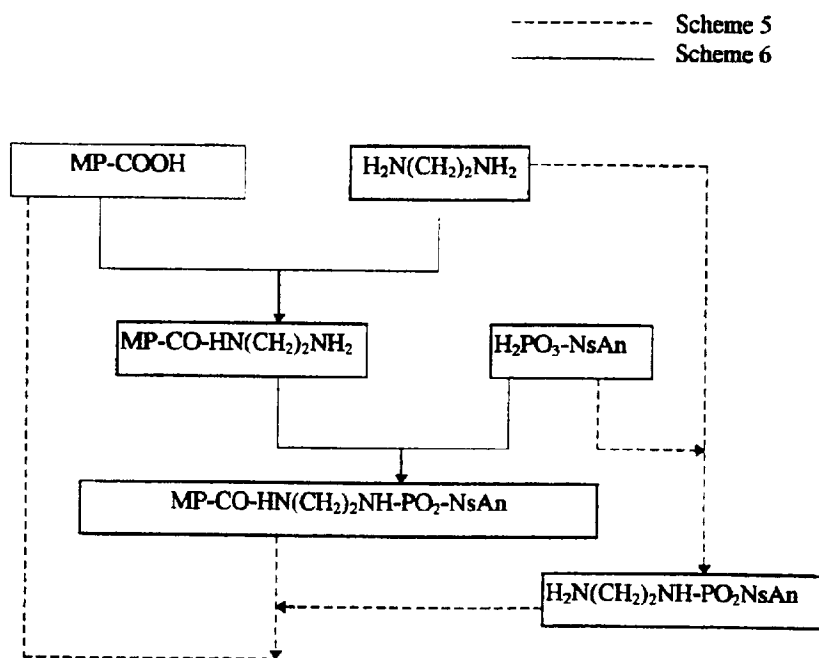 Scheme 5
Scheme 6
MP-COOH
H₂N(CH₂)₂NH₂
MP-CO-HN(CH₂)₂NH₂
H₂PO₃-NsAn
MP-CO-HN(CH₂)₂NH-PO₂-NsAn
H₂N(CH₂)₂NH-PO₂NsAn